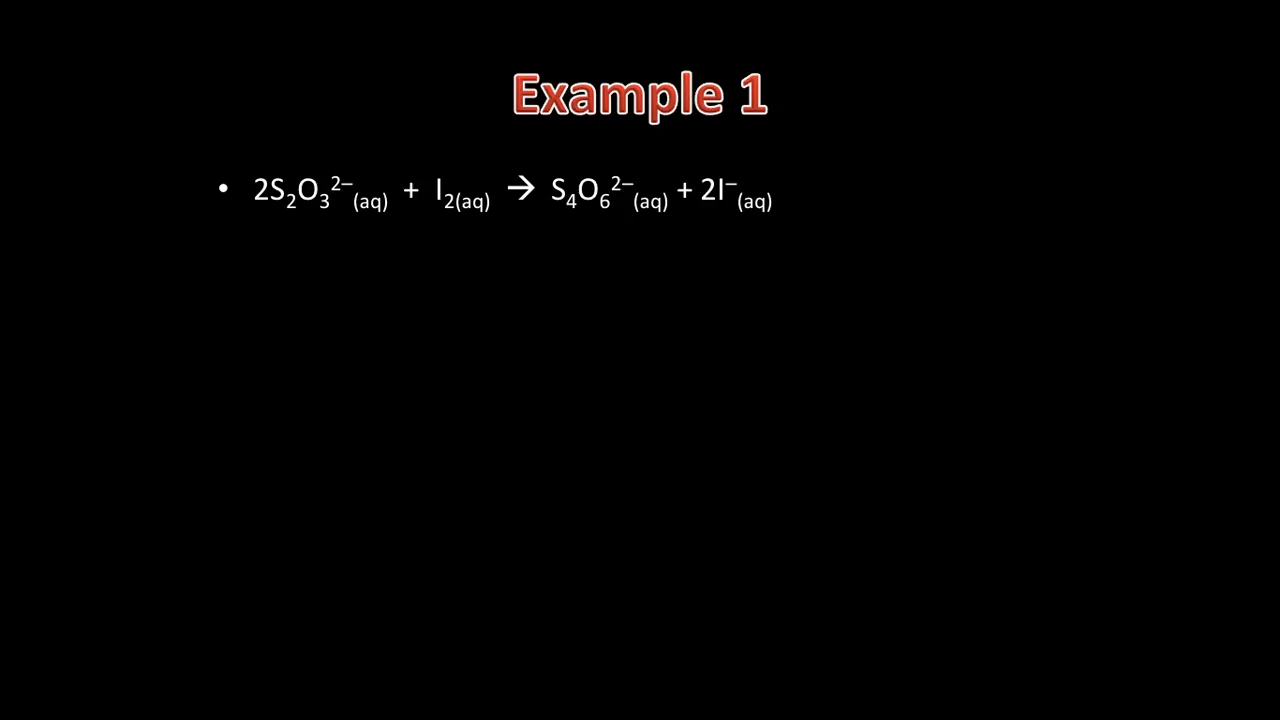 Example 1
• 2S₂O₃²⁻₍aq₎ + I₂₍aq₎ → S₄O₆²⁻₍aq₎ + 2I⁻₍aq₎